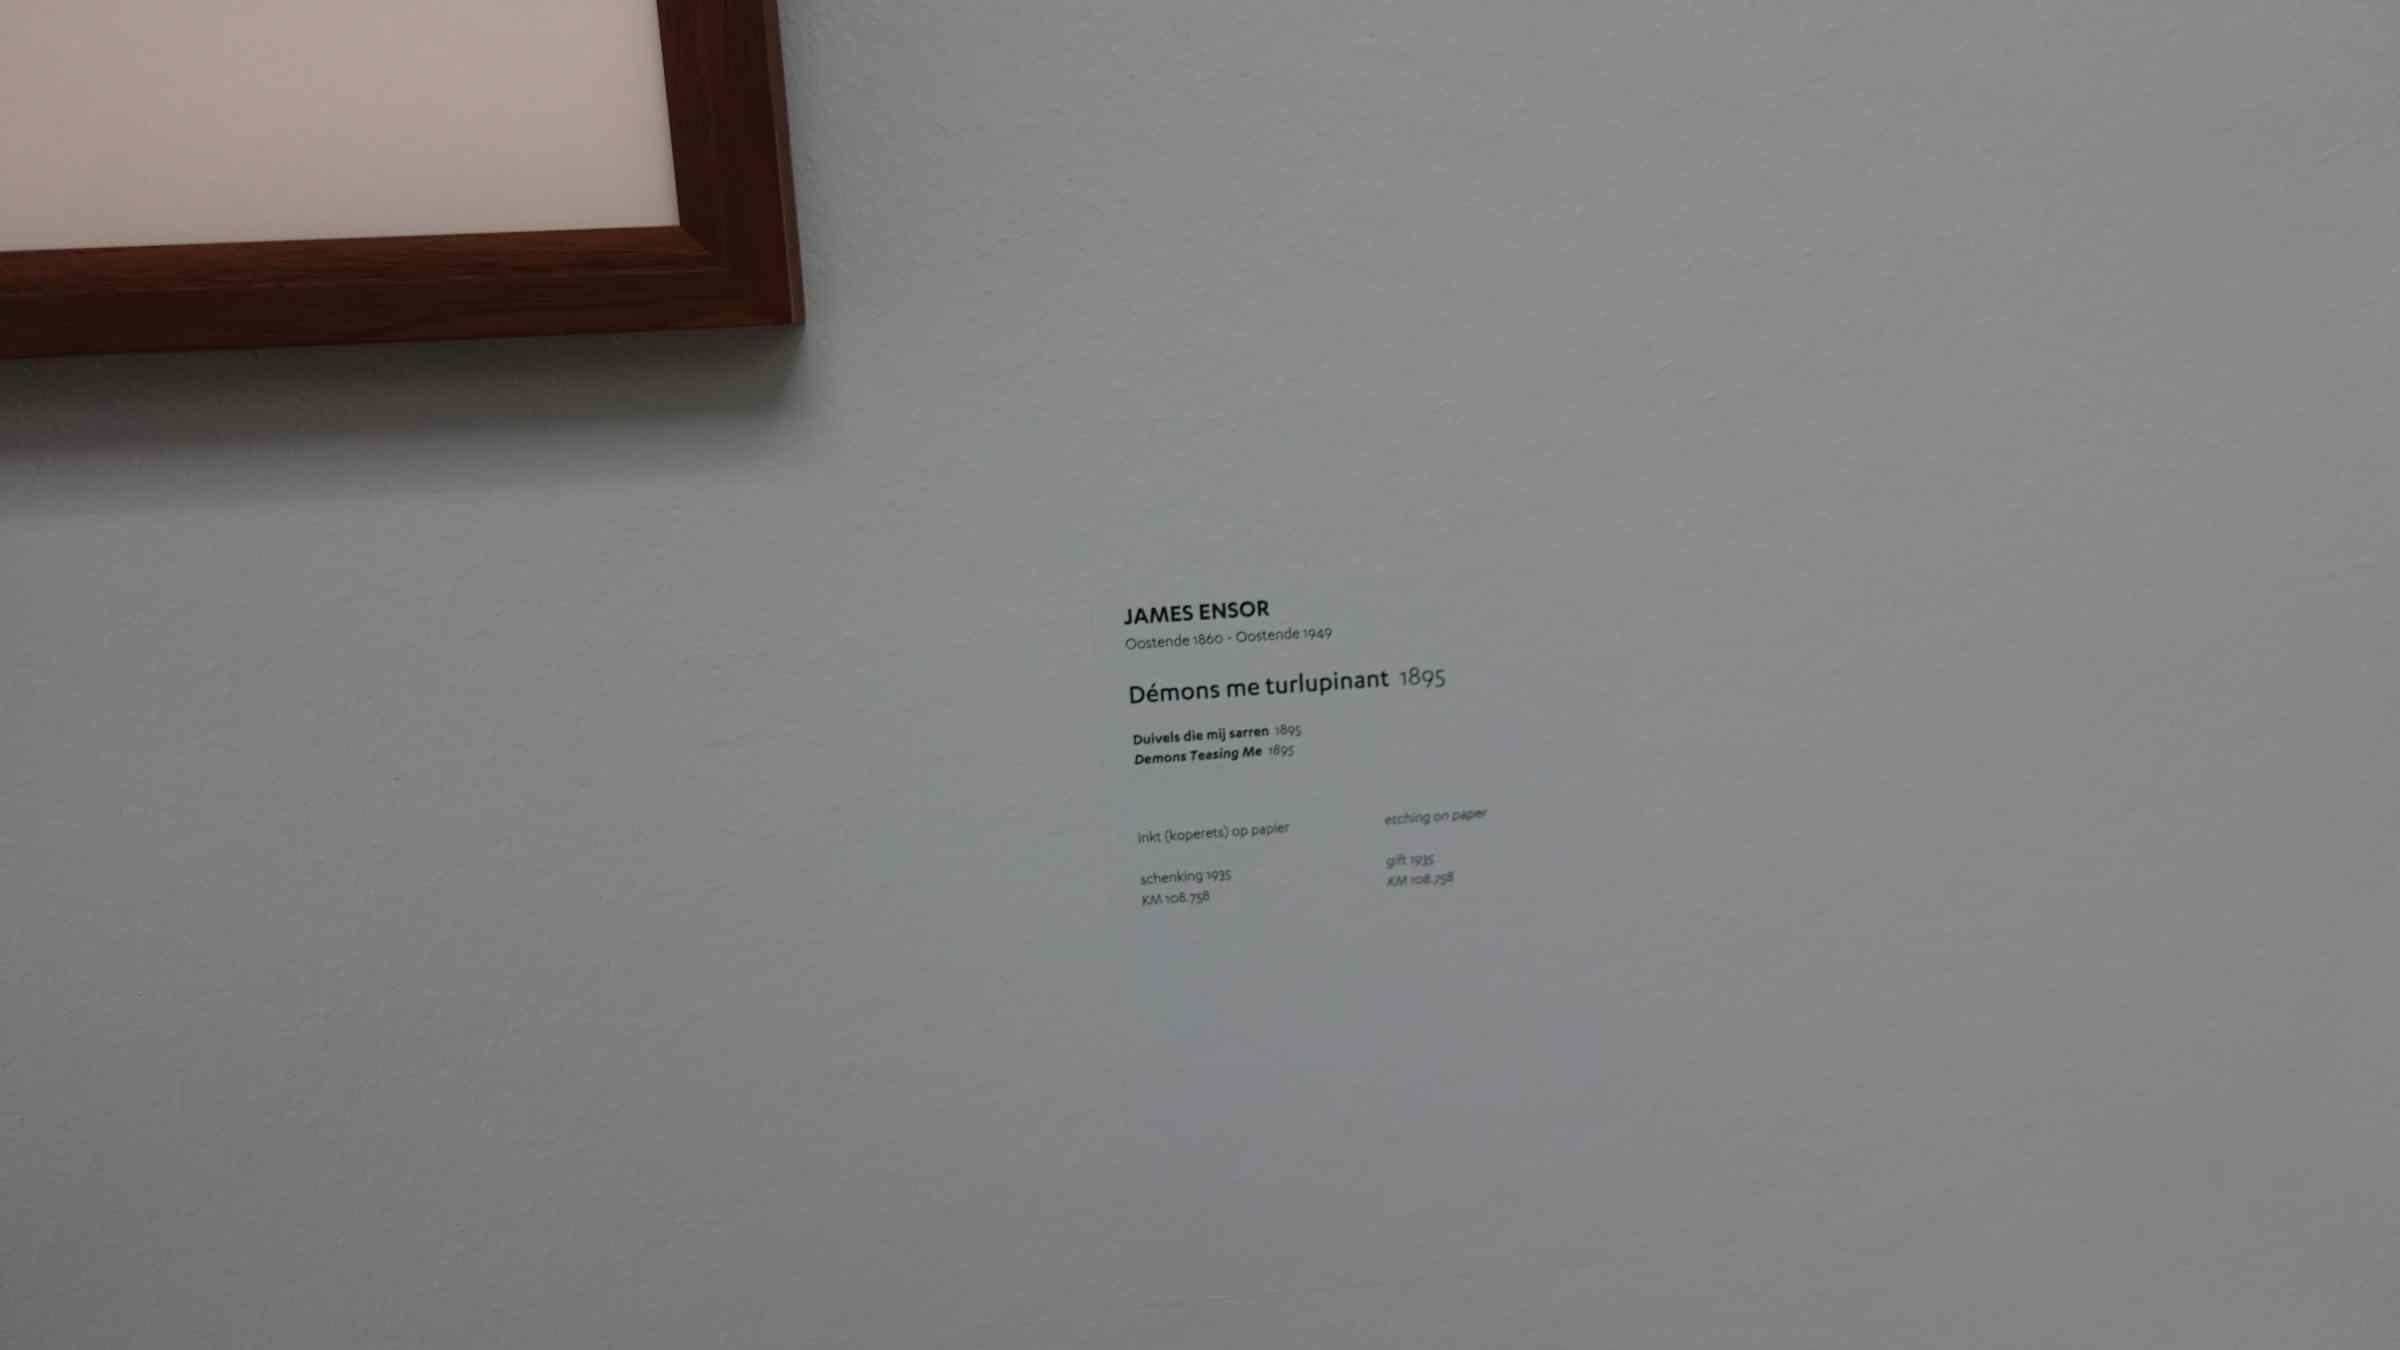 JAMES ENSOR
Oostende 1860 - Oostende 1949
Démons me turlupinant 1895
Duivels die mij sarren 1895
Demons Teasing Me 1895
inkt (koperets) op papier
schenking 1935
KM 108.758
etching on paper
gift 1935
KM 108.758